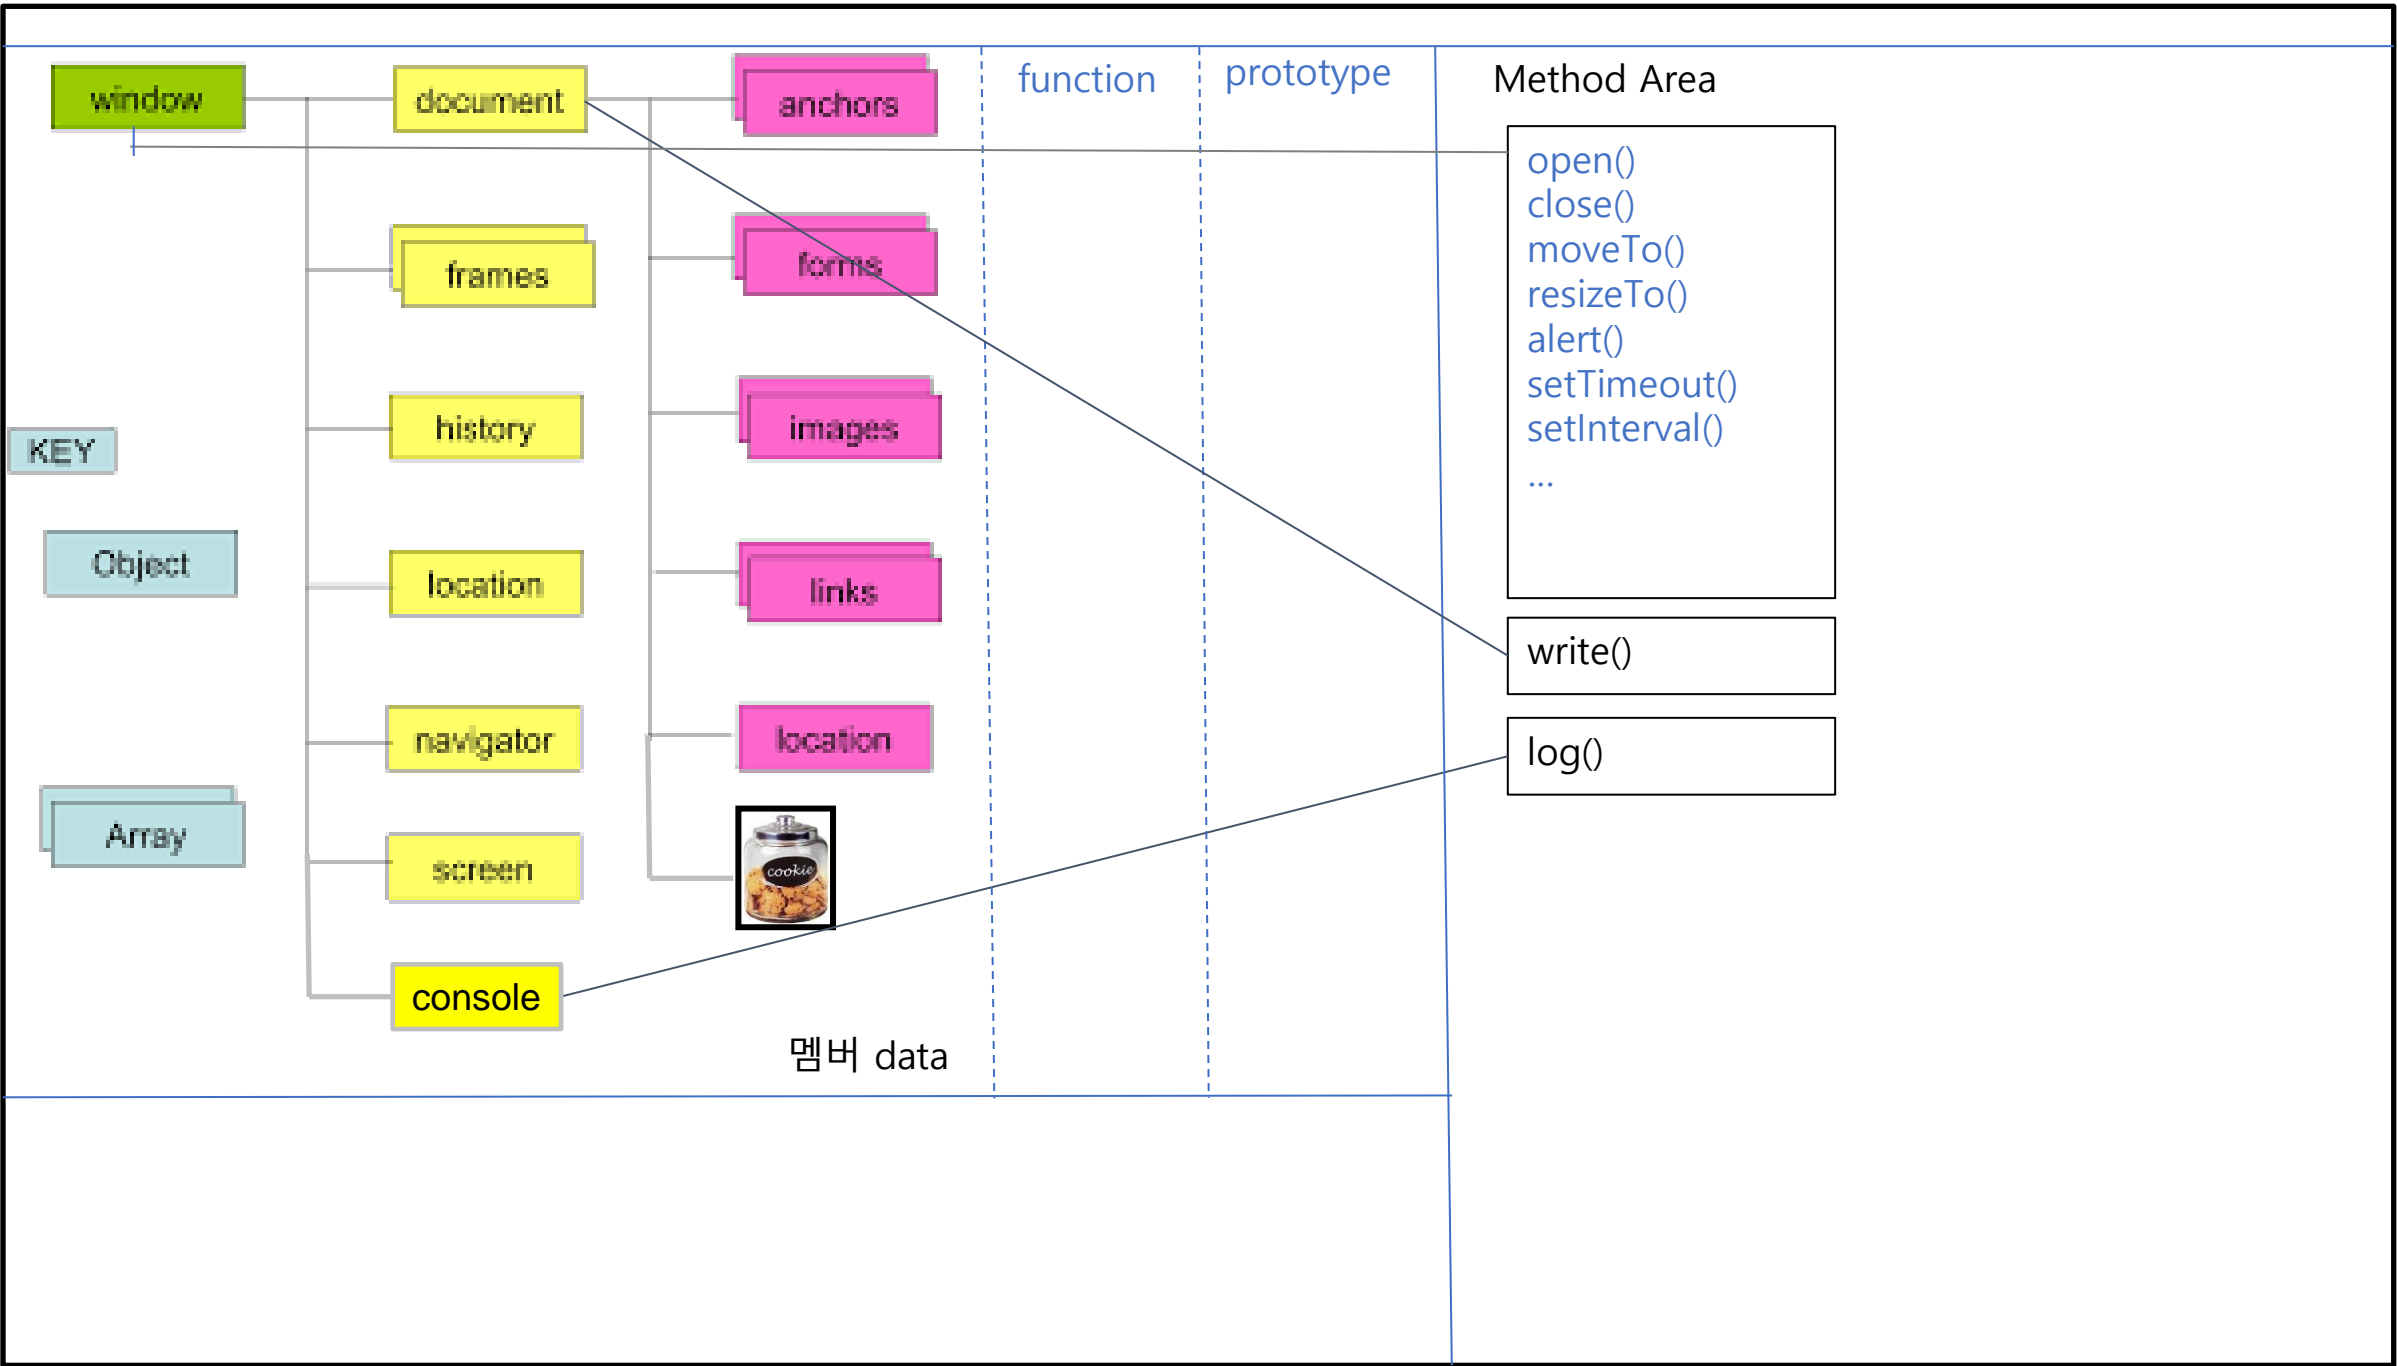 window
document
anchors
function
prototype
Method Area
frames
forms
history
images
KEY
Object
location
links
navigator
location
Array
screen
cookie
console
멤버 data
open()
close()
moveTo()
resizeTo()
alert()
setTimeout()
setInterval()
...
write()
log()